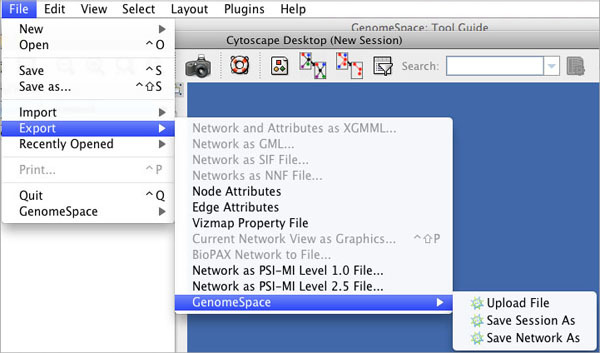 File Edit View Select Layout Plugins Help
GenomeSpace: Tool Guide
Cytoscape Desktop (New Session)
Search:
New
Open ^O
Save ^S
Save as... ^⇧S
Import
Export
Recently Opened
Print... ^P
Quit ^Q
GenomeSpace
Network and Attributes as XGMML...
Network as GML...
Network as SIF File...
Networks as NNF File...
Node Attributes
Edge Attributes
Vizmap Property File
Current Network View as Graphics... ^⇧P
BioPAX Network to File...
Network as PSI-MI Level 1.0 File...
Network as PSI-MI Level 2.5 File...
GenomeSpace
Upload File
Save Session As
Save Network As